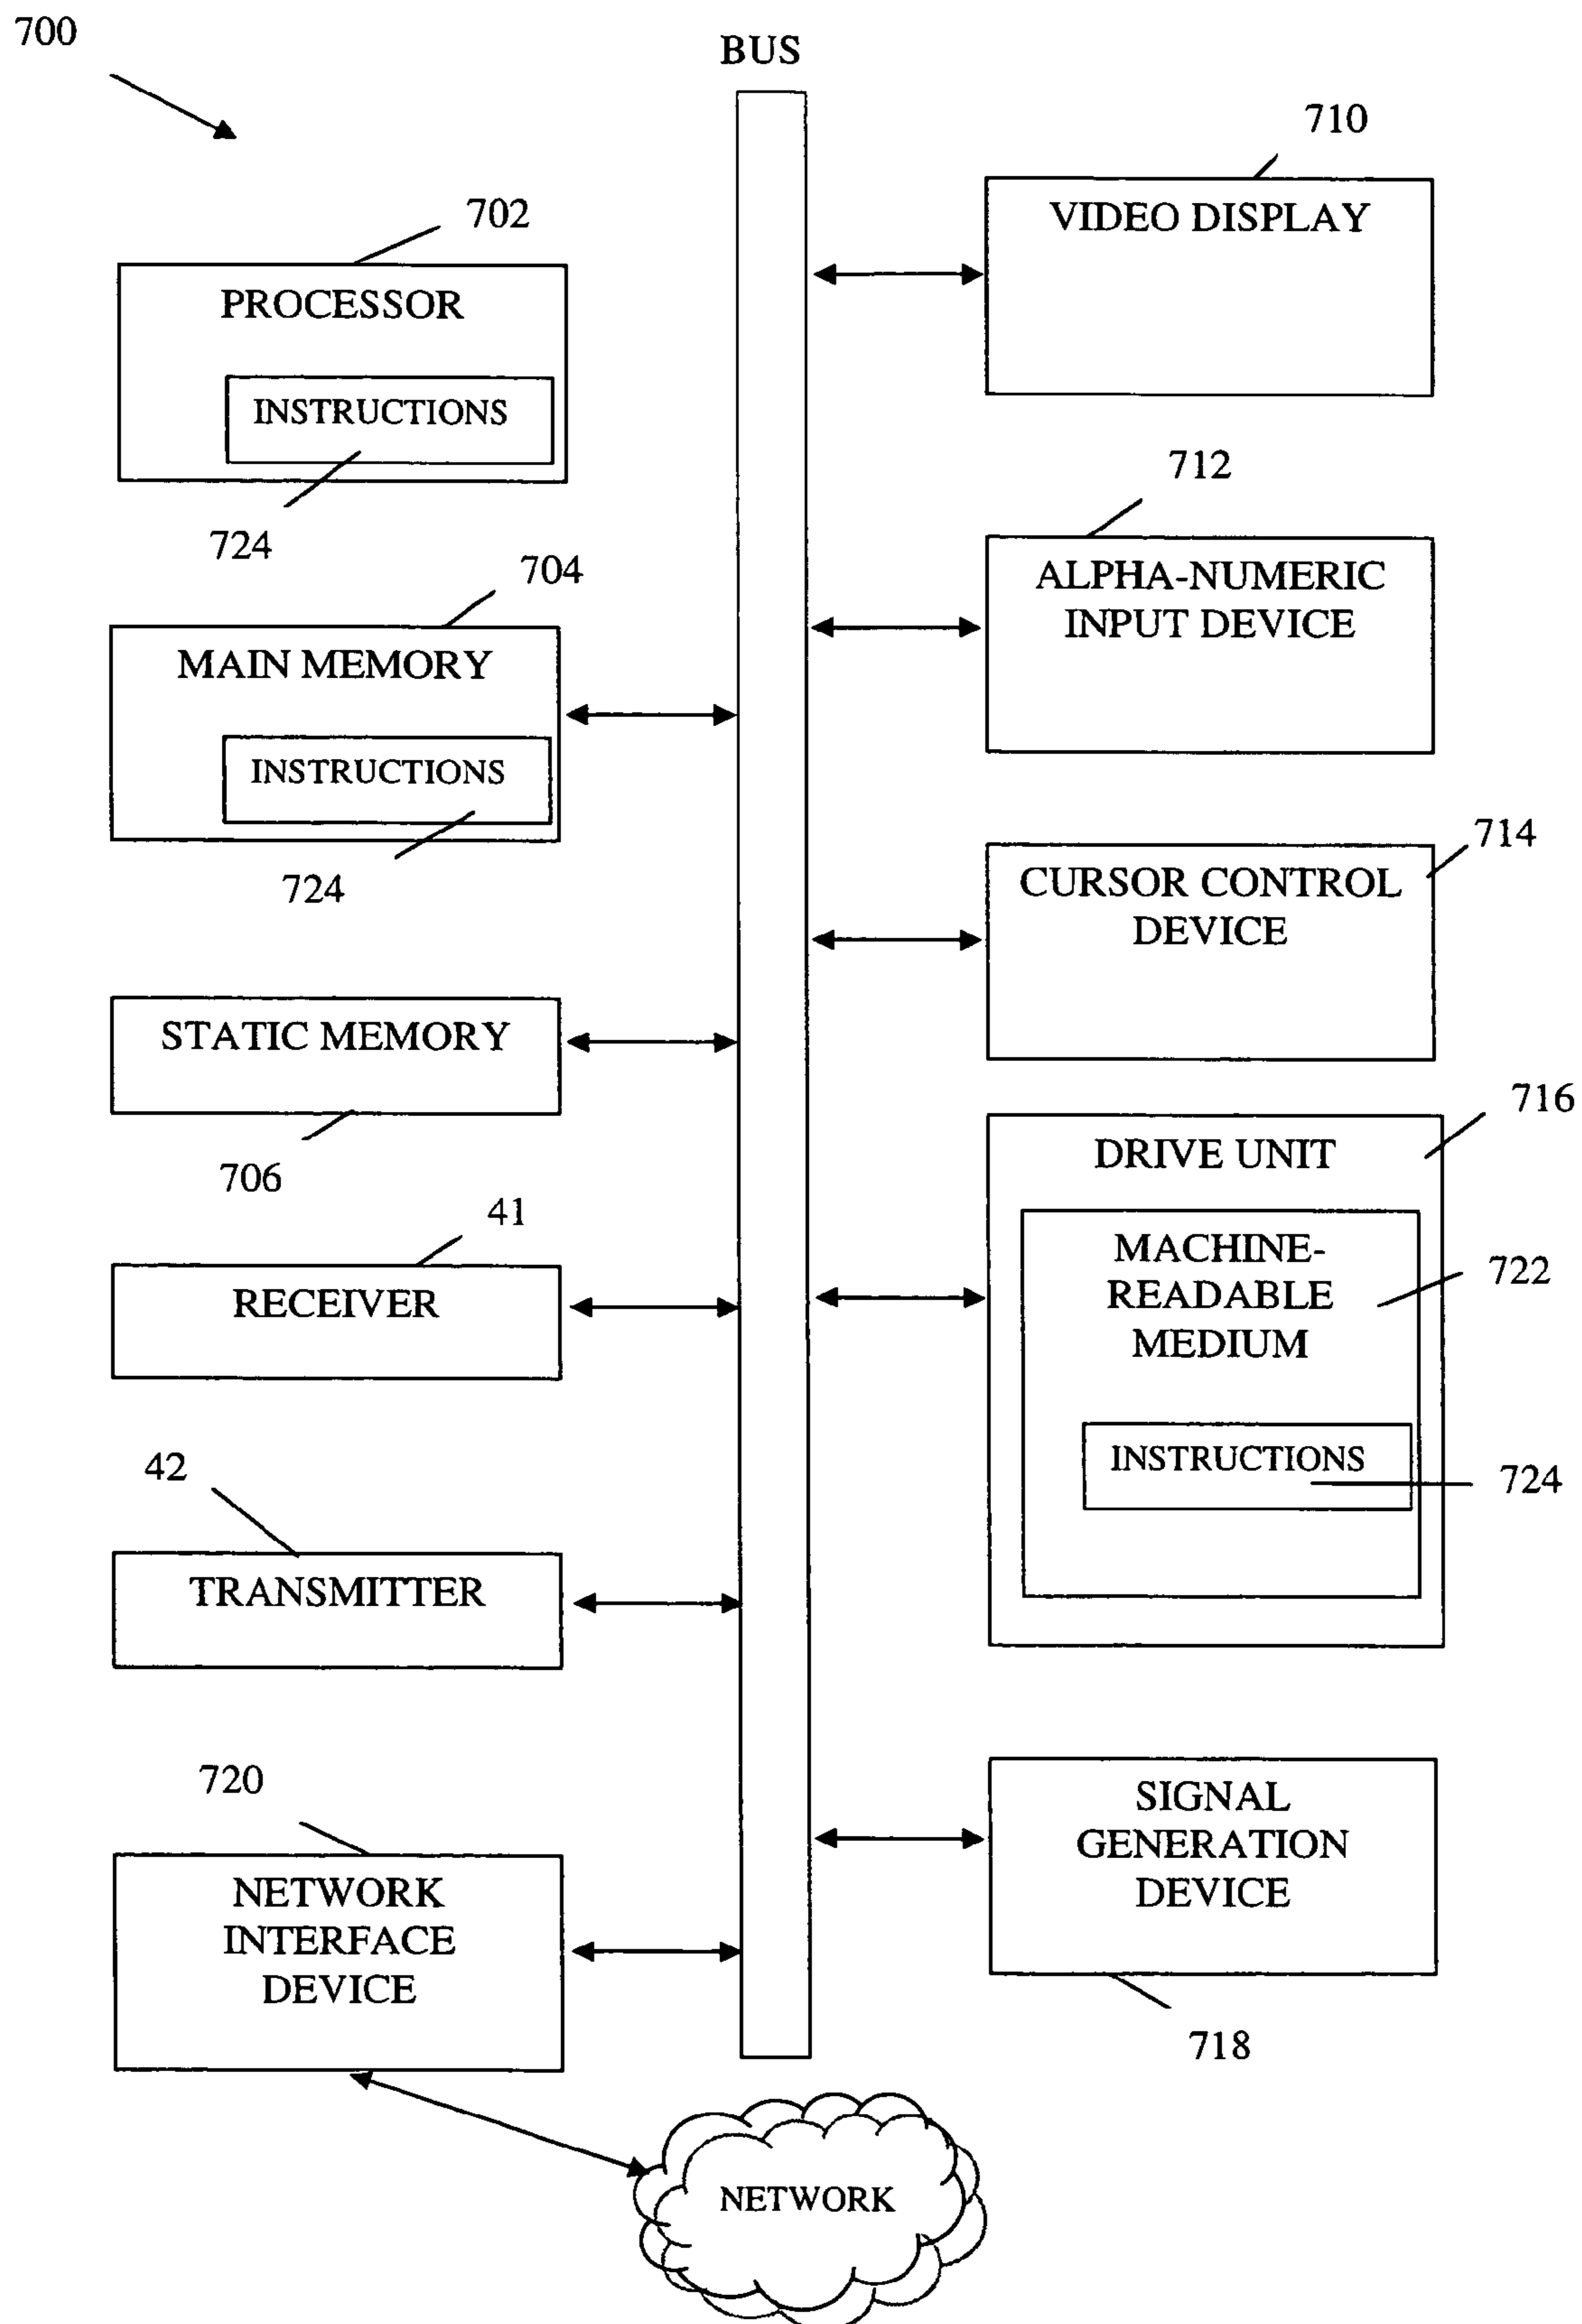 700
BUS
710
VIDEO DISPLAY
702
PROCESSOR
INSTRUCTIONS
724
712
ALPHA-NUMERIC
INPUT DEVICE
704
MAIN MEMORY
INSTRUCTIONS
724
714
CURSOR CONTROL
DEVICE
STATIC MEMORY
706
716
DRIVE UNIT
MACHINE-
READABLE
MEDIUM
722
INSTRUCTIONS
724
41
RECEIVER
42
TRANSMITTER
720
NETWORK
INTERFACE
DEVICE
SIGNAL
GENERATION
DEVICE
718
NETWORK